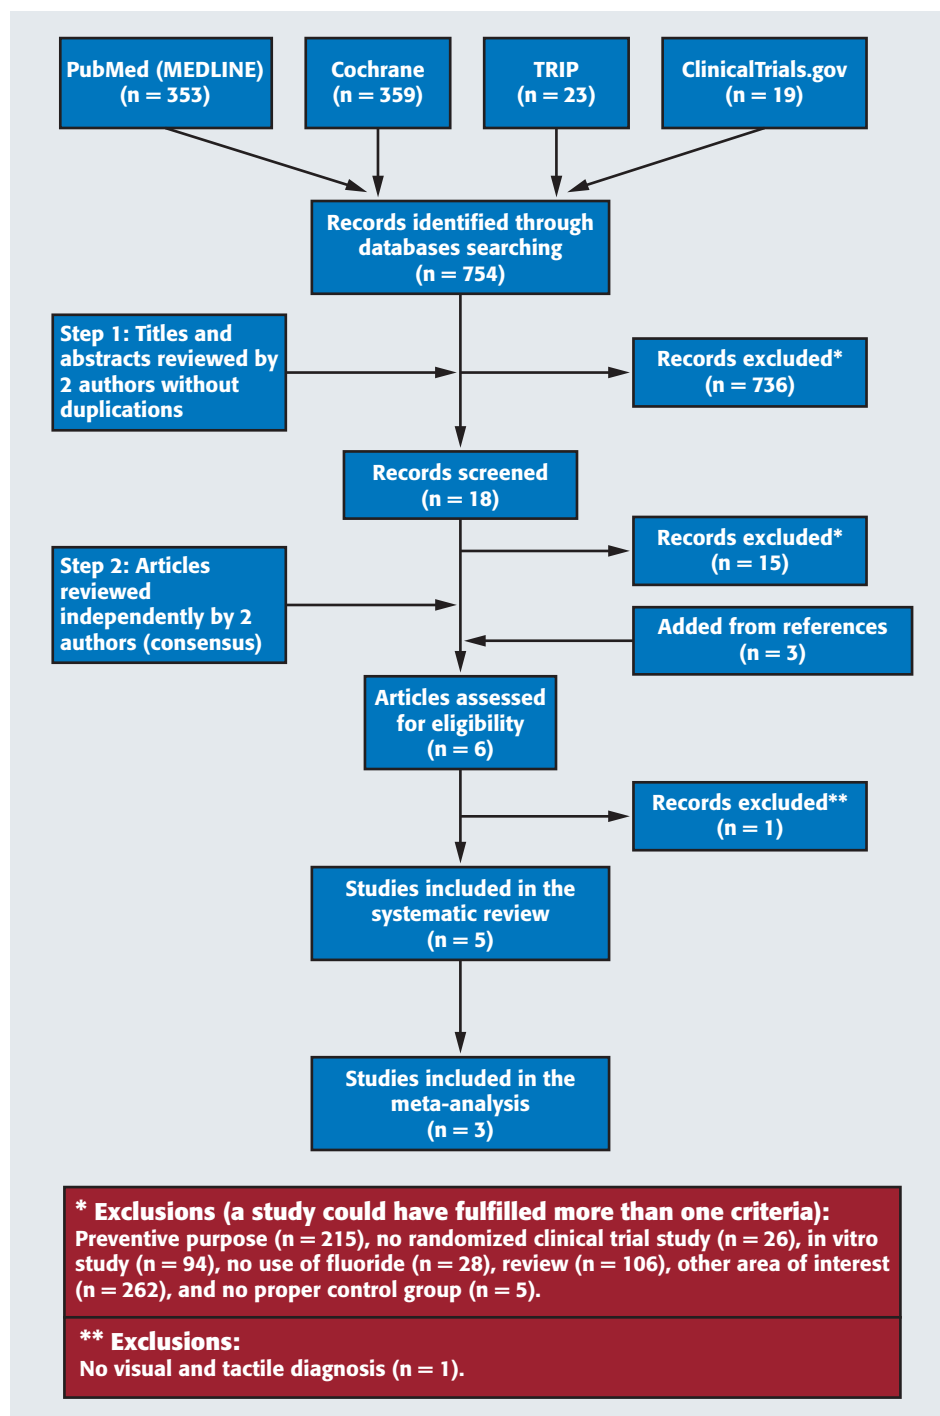 PubMed (MEDLINE)
(n = 353)
Cochrane
(n = 359)
TRIP
(n = 23)
ClinicalTrials.gov
(n = 19)
Records identified through
databases searching
(n = 754)
Step 1: Titles and
abstracts reviewed by
2 authors without
duplications
Records excluded*
(n = 736)
Records screened
(n = 18)
Records excluded*
(n = 15)
Step 2: Articles
reviewed
independently by 2
authors (consensus)
Added from references
(n = 3)
Articles assessed
for eligibility
(n = 6)
Records excluded**
(n = 1)
Studies included in the
systematic review
(n = 5)
Studies included in the
meta-analysis
(n = 3)
* Exclusions (a study could have fulfilled more than one criteria):
Preventive purpose (n = 215), no randomized clinical trial study (n = 26), in vitro
study (n = 94), no use of fluoride (n = 28), review (n = 106), other area of interest
(n = 262), and no proper control group (n = 5).
** Exclusions:
No visual and tactile diagnosis (n = 1).